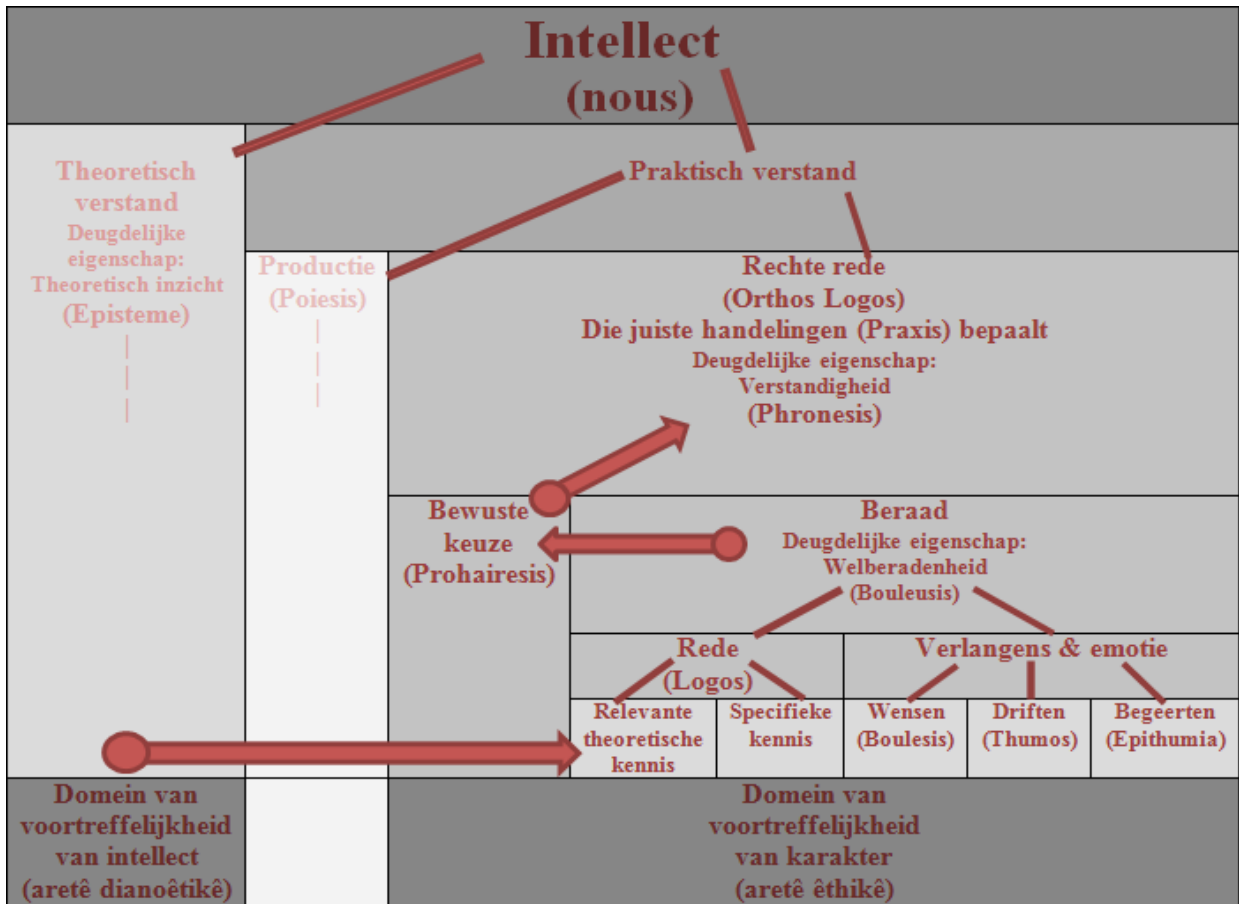 Intellect
(nous)
Theoretisch
verstand
Deugdelijke
eigenschap:
Theoretisch inzicht
(Episteme)
Praktisch verstand
Productie
(Poiesis)
Rechte rede
(Orthos Logos)
Die juiste handelingen (Praxis) bepaalt
Deugdelijke eigenschap:
Verstandigheid
(Phronesis)
Bewuste
keuze
(Prohairesis)
Beraad
Deugdelijke eigenschap:
Welberadenheid
(Bouleusis)
Rede
(Logos)
Verlangens & emotie
Relevante
theoretische
kennis
Specifieke
kennis
Wensen
(Boulesis)
Driften
(Thumos)
Begeerten
(Epithumia)
Domein van
voortreffelijkheid
van intellect
(aretê dianoêtikê)
Domein van
voortreffelijkheid
van karakter
(aretê êthikê)